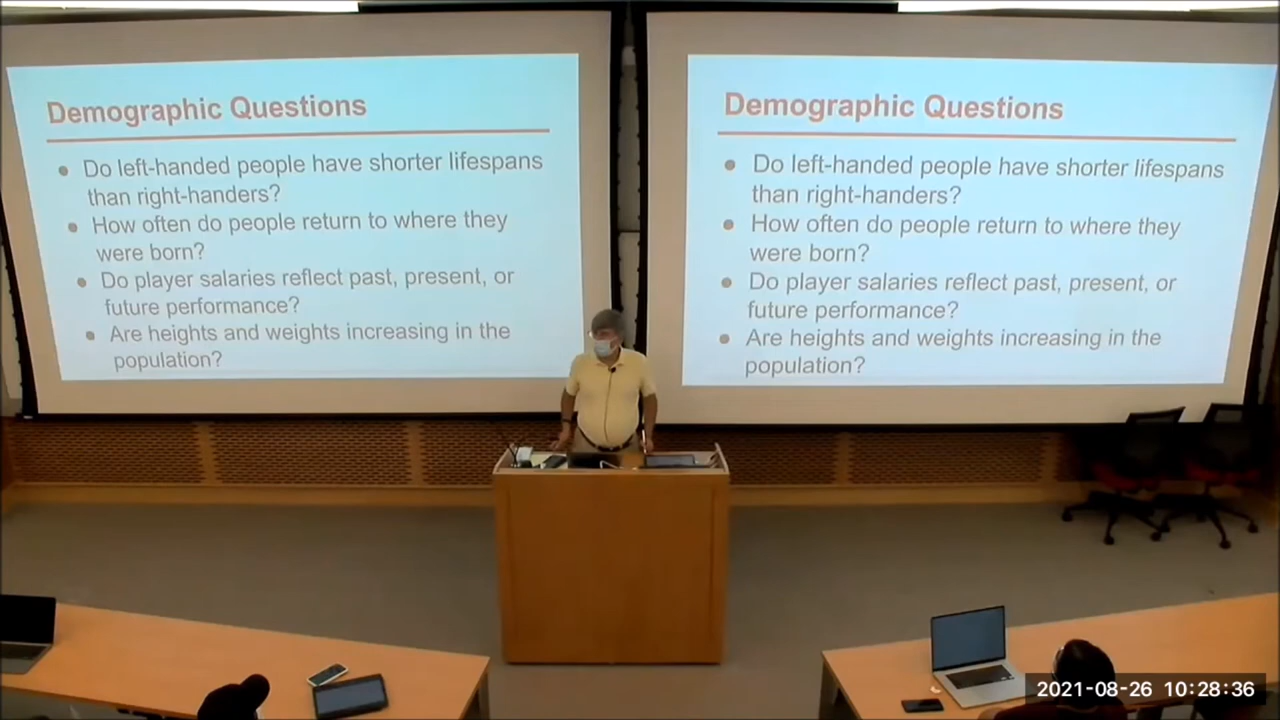 Demographic Questions
Do left-handed people have shorter lifespans
than right-handers?
How often do people return to where they
were born?
Do player salaries reflect past, present, or
future performance?
Are heights and weights increasing in the
population?
Demographic Questions
Do left-handed people have shorter lifespans
than right-handers?
How often do people return to where they
were born?
Do player salaries reflect past, present, or
future performance?
Are heights and weights increasing in the
population?
2021-08-26 10:28:36